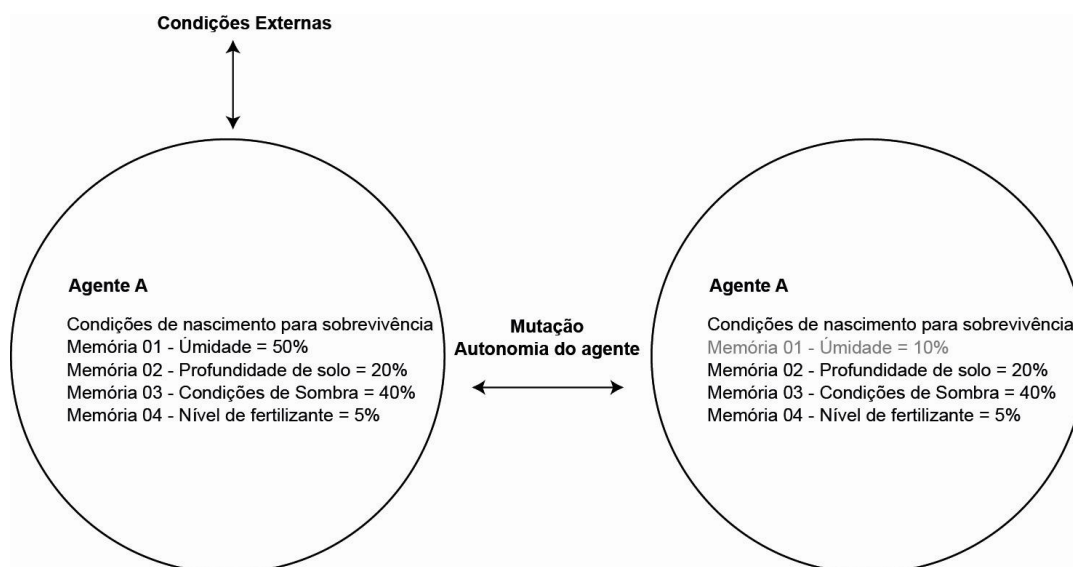 Condições Externas
Agente A
Condições de nascimento para sobrevivência
Memória 01 - Úmidade = 50%
Memória 02 - Profundidade de solo = 20%
Memória 03 - Condições de Sombra = 40%
Memória 04 - Nível de fertilizante = 5%
Mutação
Autonomia do agente
Agente A
Condições de nascimento para sobrevivência
Memória 01 - Úmidade = 10%
Memória 02 - Profundidade de solo = 20%
Memória 03 - Condições de Sombra = 40%
Memória 04 - Nível de fertilizante = 5%